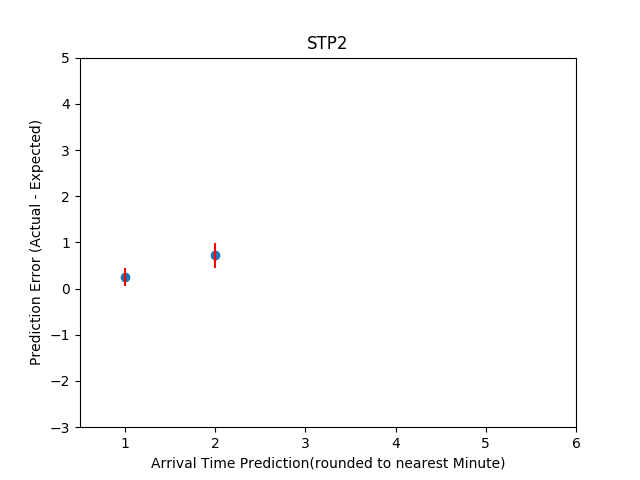 STP2
5
4
3
2
1
0
−1
−2
−3
1 2 3 4 5 6
Prediction Error (Actual - Expected)
Arrival Time Prediction(rounded to nearest Minute)